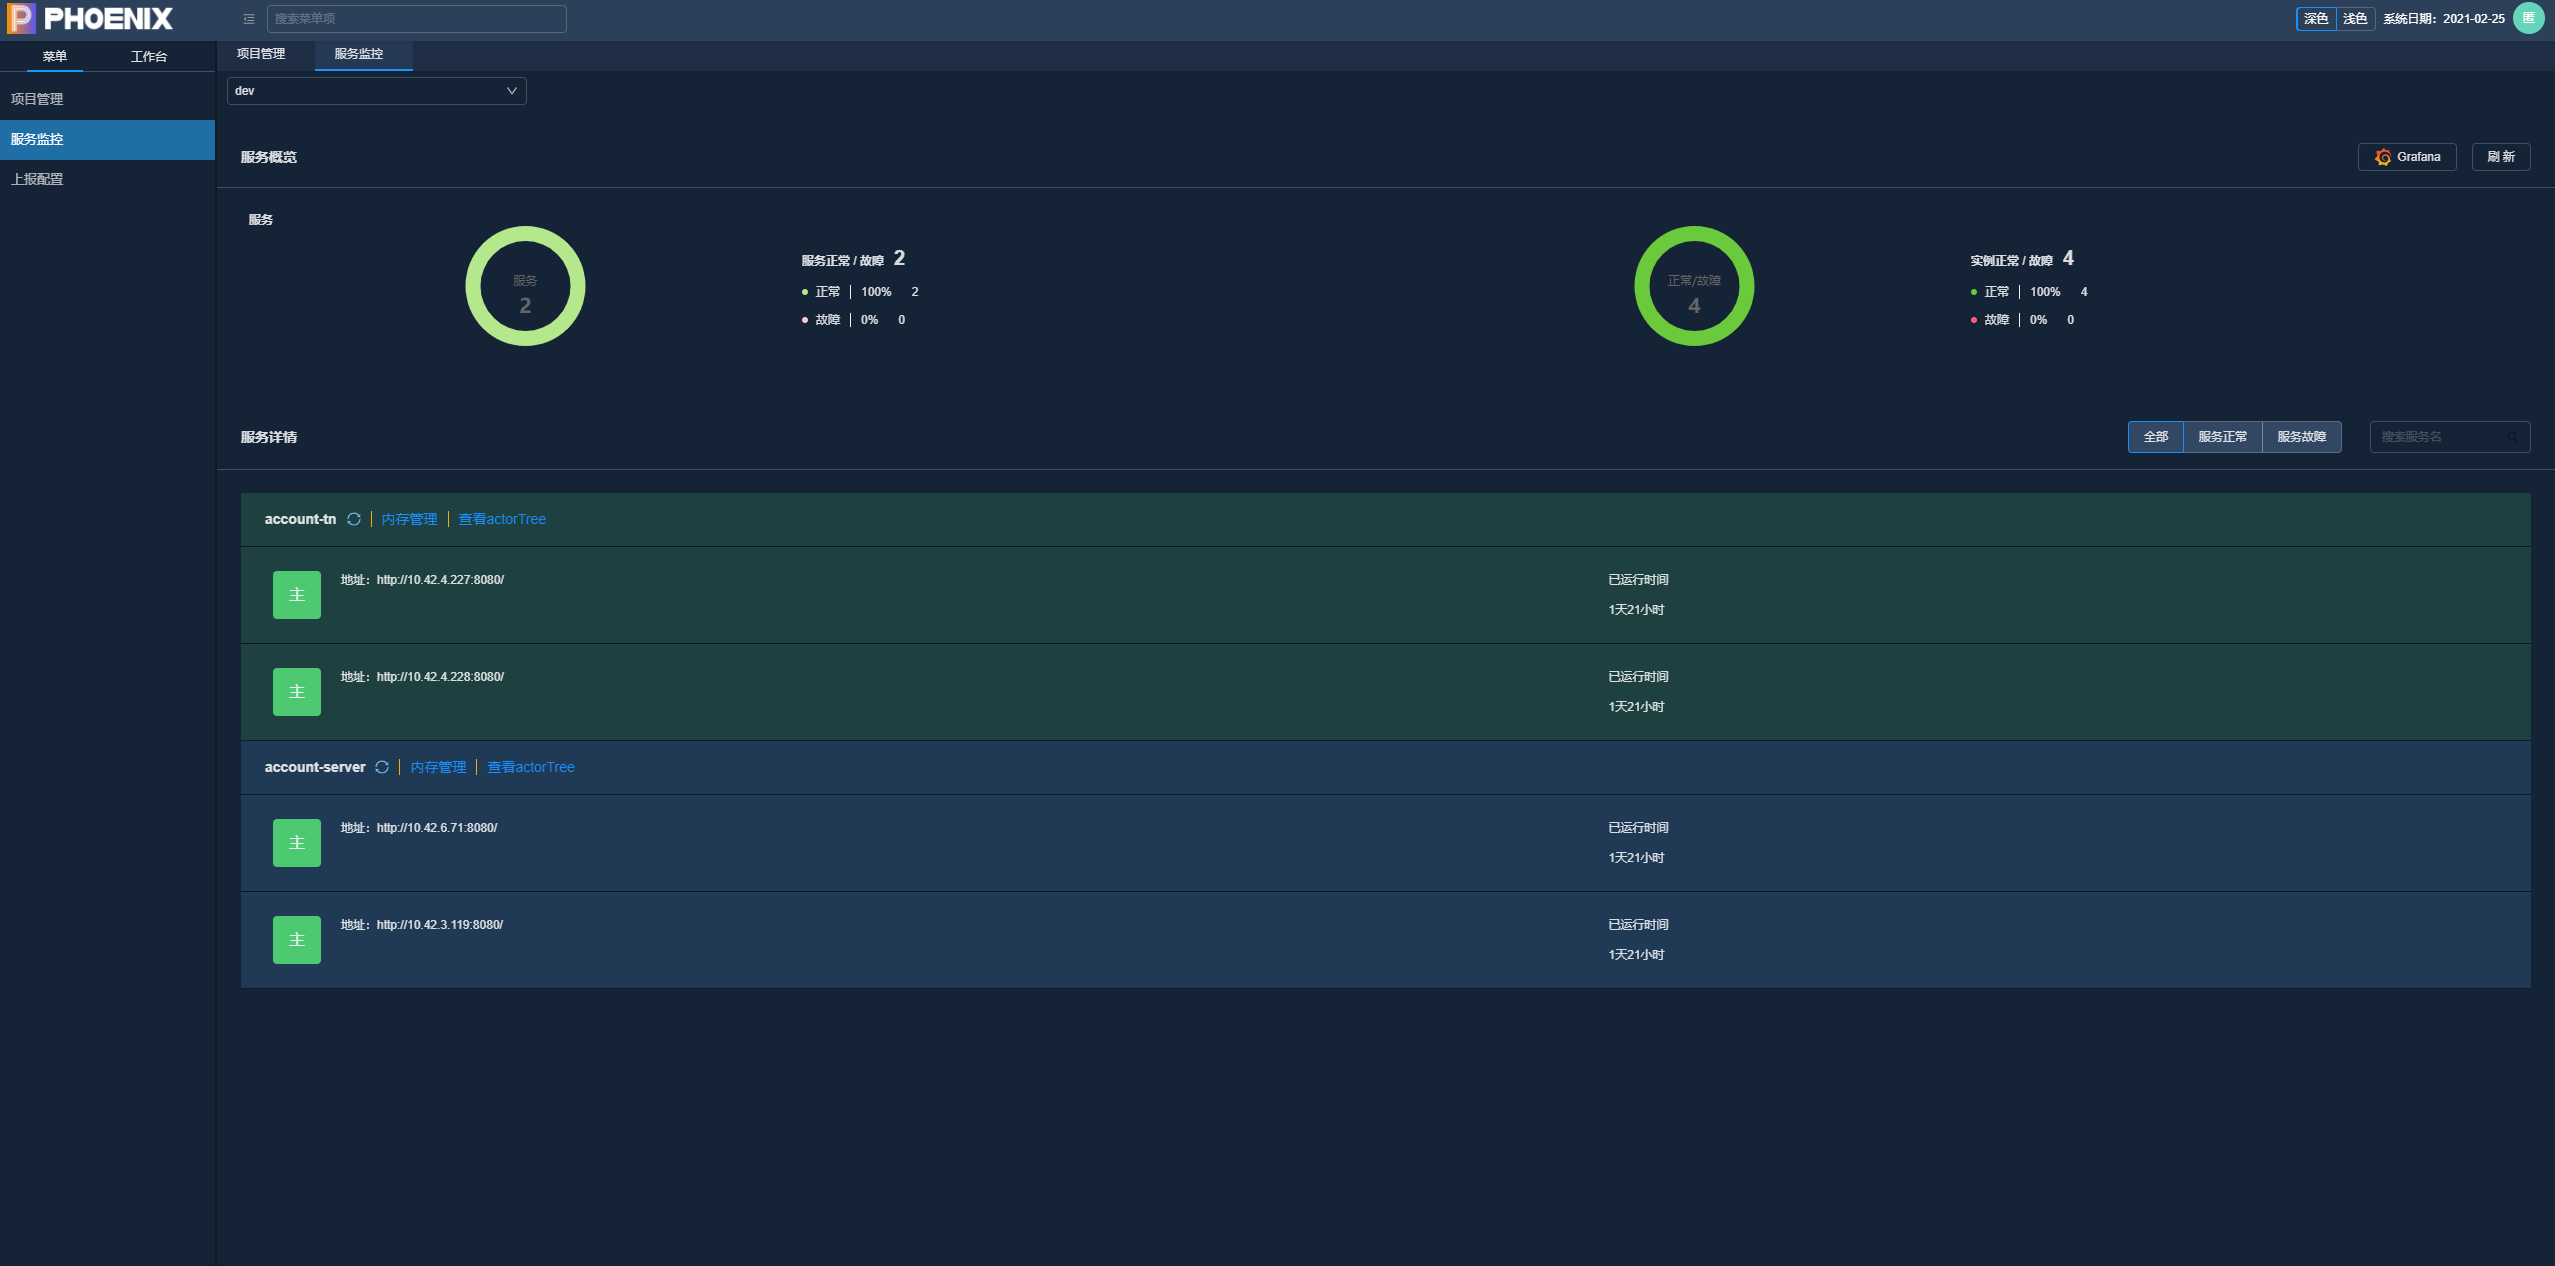 PHOENIX
搜索菜单项
深色 浅色 系统日期：2021-02-25 匿
菜单 工作台
项目管理 服务监控
项目管理
服务监控
上报配置
dev
服务概览
Grafana 刷 新
服务
服务
2
服务正常 / 故障 2
正常 | 100% 2
故障 | 0% 0
正常/故障
4
实例正常 / 故障 4
正常 | 100% 4
故障 | 0% 0
服务详情
全部 服务正常 服务故障 搜索服务名
account-tn | 内存管理 | 查看actorTree
主 地址：http://10.42.4.227:8080/ 已运行时间
1天21小时
主 地址：http://10.42.4.228:8080/ 已运行时间
1天21小时
account-server | 内存管理 | 查看actorTree
主 地址：http://10.42.6.71:8080/ 已运行时间
1天21小时
主 地址：http://10.42.3.119:8080/ 已运行时间
1天21小时